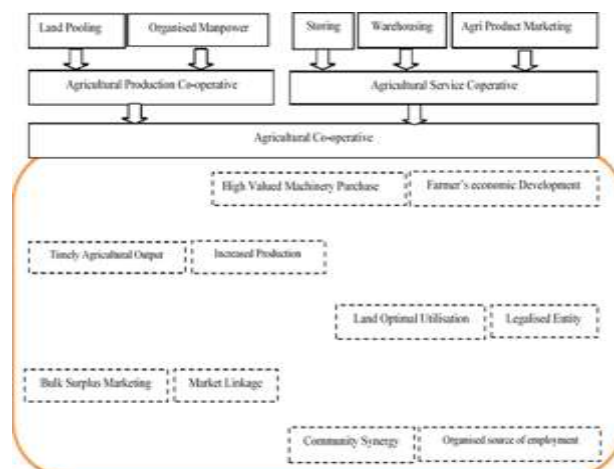 Land Pooling
Organised Manpower
Storing
Warehousing
Agri Product Marketing
Agricultural Production Co-operative
Agricultural Service Coperative
Agricultural Co-operative
High Valued Machinery Purchase
Farmer's economic Development
Timely Agricultural Output
Increased Production
Land Optimal Utilisation
Legalised Entity
Bulk Surplus Marketing
Market Linkage
Community Synergy
Organised source of employment